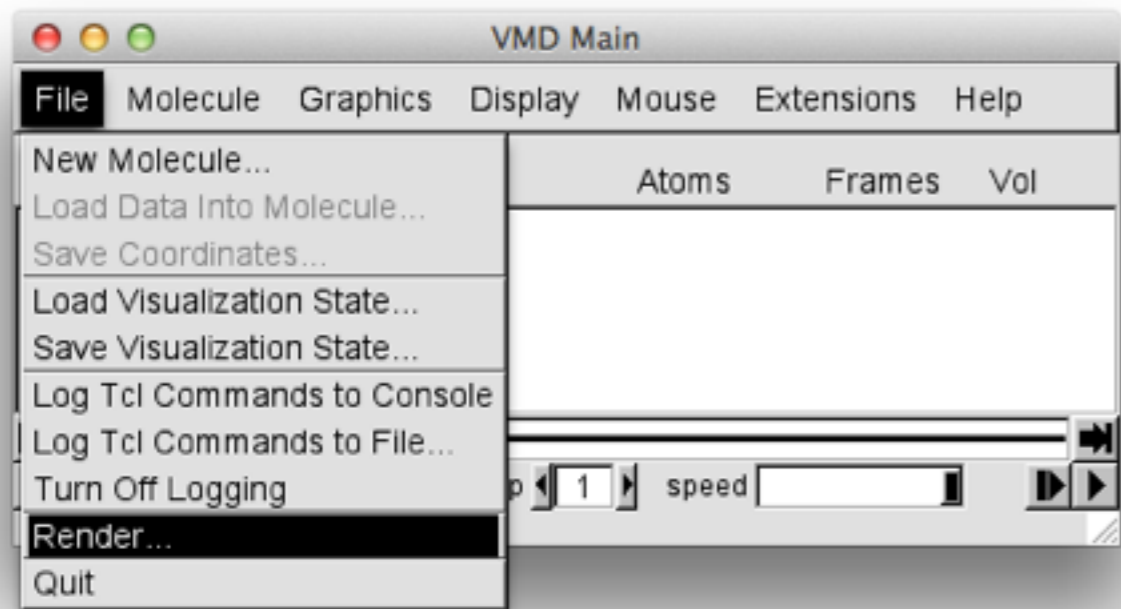 VMD Main
File Molecule Graphics Display Mouse Extensions Help
New Molecule...
Atoms Frames Vol
Load Data Into Molecule...
Save Coordinates...
Load Visualization State...
Save Visualization State...
Log Tcl Commands to Console
Log Tcl Commands to File...
Turn Off Logging
p 1 speed
Render...
Quit